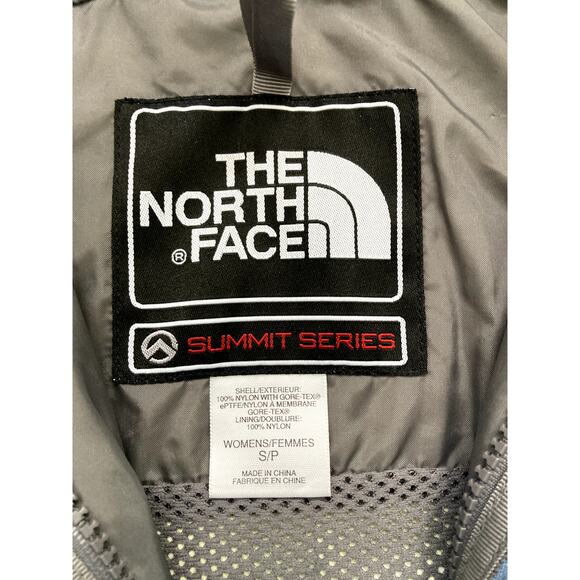 THE
NORTH
® FACE
SUMMIT SERIES
SHELL/EXTERIEUR:
100% NYLON WITH GORE-TEX®
ePTFE/NYLON À MEMBRANE
GORE-TEX®
LINING/DOUBLURE:
100% NYLON
WOMENS/FEMMES
S/P
MADE IN CHINA
FABRIQUE EN CHINE